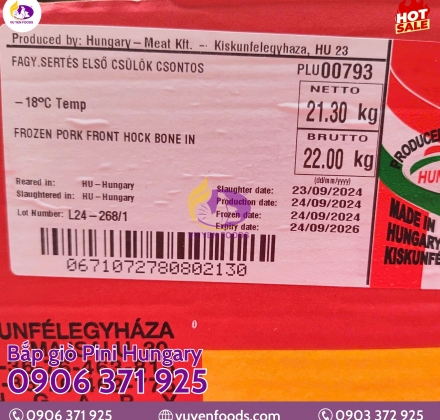 VUYEN FOODS
HOT
SALE
Produced by: Hungary – Meat Kft. -- Kiskunfelegyhaza, HU 23
FAGY.SERTÉS ELSŐ CSÜLÖK CSONTOS
PLU00793
NETTO
–18ºC Temp
21.30 kg
BRUTTO
FROZEN PORK FRONT HOCK BONE IN
22.00 kg
(dd/mm/yyyy)
Reared in: HU-Hungary
Slaughter date: 23/09/2024
Slaughtered in: HU-Hungary
Production date: 24/09/2024
Frozen date: 24/09/2024
Lot Number: L24-268/1
Expiry date: 24/09/2026
0671072780802130
PRODUCED
HUN
MADE IN
HUNGARY
KISKUNFÉ
UNFÉLEGYHÁZA
Bắp giò Pini Hungary
0906 371 925
0906 371 925
vuyenfoods.com
0903 372 925